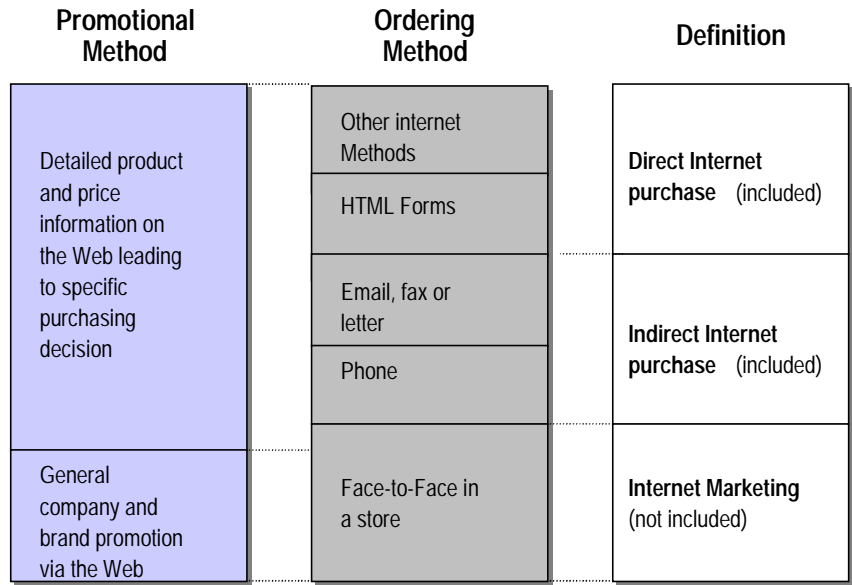 Promotional
Method
Ordering
Method
Definition
Detailed product
and price
information on
the Web leading
to specific
purchasing
decision
General
company and
brand promotion
via the Web
Other internet
Methods
HTML Forms
Email, fax or
letter
Phone
Face-to-Face in
a store
Direct Internet
purchase (included)
Indirect Internet
purchase (included)
Internet Marketing
(not included)